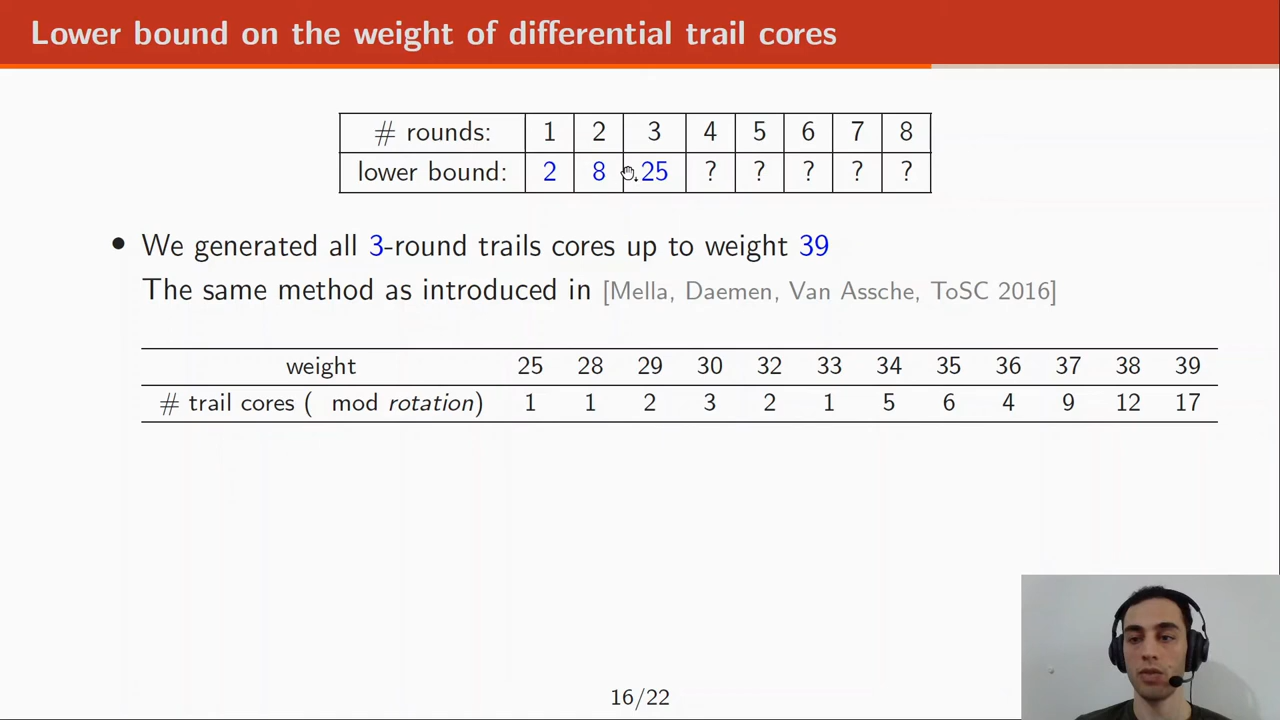 Lower bound on the weight of differential trail cores
# rounds: 1 2 3 4 5 6 7 8
lower bound: 2 8 25 ? ? ? ? ?
• We generated all 3-round trails cores up to weight 39
The same method as introduced in [Mella, Daemen, Van Assche, ToSC 2016]
weight 25 28 29 30 32 33 34 35 36 37 38 39
# trail cores ( mod rotation) 1 1 2 3 2 1 5 6 4 9 12 17
16/22